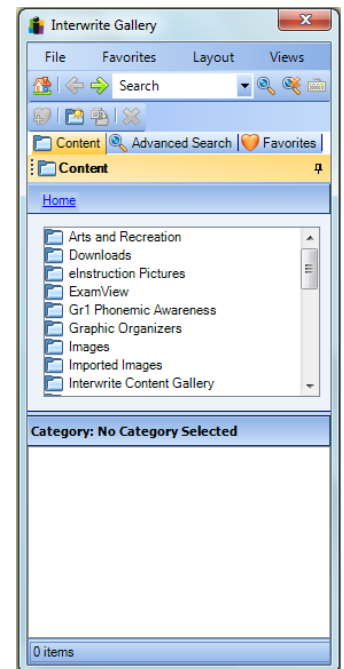 Interwrite Gallery
File Favorites Layout Views
Search
Content Advanced Search Favorites
Content
Home
Arts and Recreation
Downloads
eInstruction Pictures
ExamView
Gr1 Phonemic Awareness
Graphic Organizers
Images
Imported Images
Interwrite Content Gallery
Category: No Category Selected
0 items